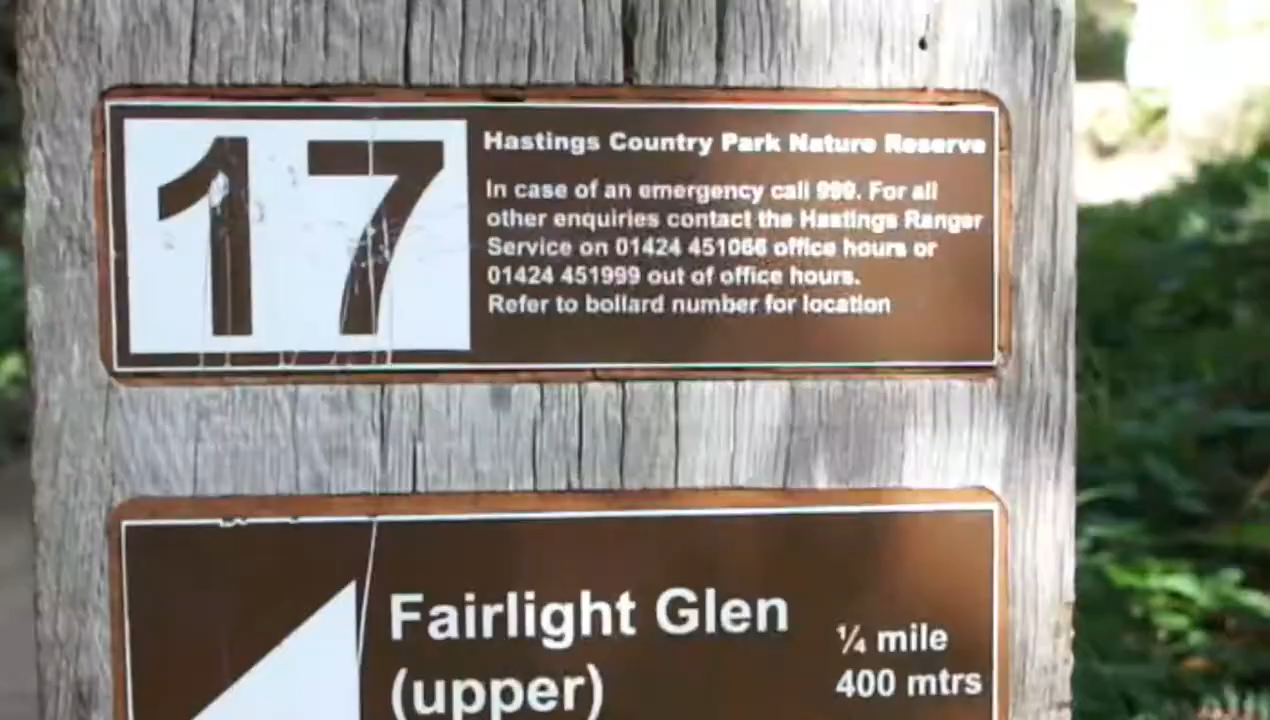 17
Hastings Country Park Nature Reserve
In case of an emergency call 999. For all
other enquiries contact the Hastings Ranger
Service on 01424 451066 office hours or
01424 451999 out of office hours.
Refer to bollard number for location
Fairlight Glen
(upper)
¼ mile
400 mtrs